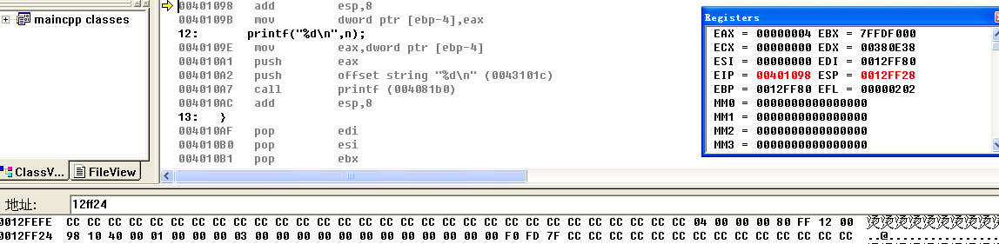 maincpp classes
ClassV...
FileView
00401098 add esp,8
0040109B mov dword ptr [ebp-4],eax
12: printf("%d\n",n);
0040109E mov eax,dword ptr [ebp-4]
004010A1 push eax
004010A2 push offset string "%d\n" (0043101c)
004010A7 call printf (004081b0)
004010AC add esp,8
13: }
004010AF pop edi
004010B0 pop esi
004010B1 pop ebx
Registers
EAX = 00000004 EBX = 7FFDF000
ECX = 00000000 EDX = 00380E38
ESI = 00000000 EDI = 0012FF80
EIP = 00401098 ESP = 0012FF28
EBP = 0012FF80 EFL = 00000202
MM0 = 0000000000000000
MM1 = 0000000000000000
MM2 = 0000000000000000
MM3 = 0000000000000000
地址: 12ff24
0012FEFE CC CC CC CC CC CC CC CC CC CC CC CC CC CC CC CC CC CC CC CC CC CC CC CC CC CC CC CC CC CC 04 00 00 00 80 FF 12 00 烫烫烫烫烫烫烫烫烫烫
0012FF24 98 10 40 00 01 00 00 00 03 00 00 00 00 00 00 00 00 00 00 00 00 F0 FD 7F CC CC CC CC CC CC CC CC CC CC CC CC CC CC ..@................